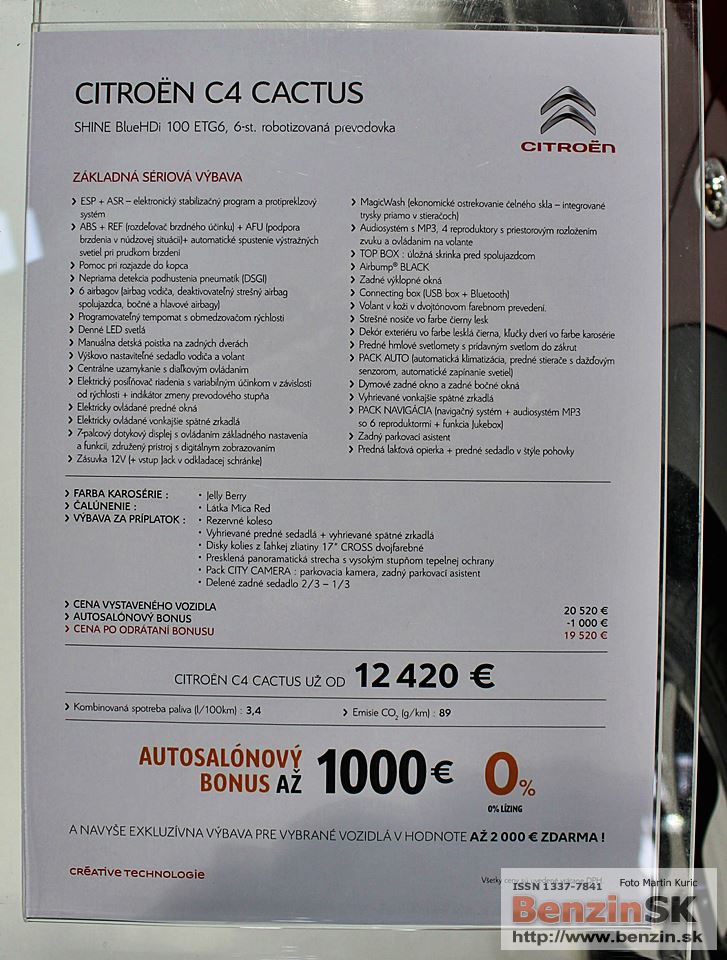 CITROËN C4 CACTUS
SHINE BlueHDi 100 ETG6, 6-st. robotizovaná prevodovka
CITROËN
ZÁKLADNÁ SÉRIOVÁ VÝBAVA
› ESP + ASR – elektronický stabilizačný program a protipreklzový
systém
› ABS + REF (rozdeľovač brzdného účinku) + AFU (podpora
brzdenia v núdzovej situácií)+ automatické spustenie výstražných
svetiel pri prudkom brzdení
› Pomoc pri rozjazde do kopca
› Nepriama detekcia podhustenia pneumatík (DSGI)
› 6 airbagov (airbag vodiča, deaktivovateľný strešný airbag
spolujazdca, bočné a hlavové airbagy)
› Programovateľný tempomat s obmedzovačom rýchlosti
› Denné LED svetlá
› Manuálna detská poistka na zadných dverách
› Výškovo nastaviteľné sedadlo vodiča a volant
› Centrálne uzamykanie s diaľkovým ovládaním
› Elektrický posilňovač riadenia s variabilným účinkom v závislosti
od rýchlosti + indikátor zmeny prevodového stupňa
› Elektricky ovládané predné okná
› Elektricky ovládané vonkajšie spätné zrkadlá
› 7-palcový dotykový displej s ovládaním základného nastavenia
a funkcií, združený prístroj s digitálnym zobrazovaním
› Zásuvka 12V (+ vstup Jack v odkladacej schránke)
› MagicWash (ekonomické ostrekovanie čelného skla – integrované
trysky priamo v stieračoch)
› Audiosystém s MP3, 4 reproduktory s priestorovým rozložením
zvuku a ovládaním na volante
› TOP BOX : úložná skrinka pred spolujazdcom
› Airbump® BLACK
› Zadné výklopné okná
› Connecting box (USB box + Bluetooth)
› Volant v koži v dvojtónovom farebnom prevedení.
› Strešné nosiče vo farbe čierny lesk
› Dekór exteriéru vo farbe lesklá čierna, kľučky dverí vo farbe karosérie
› Predné hmlové svetlomety s prídavným svetlom do zákrut
› PACK AUTO (automatická klimatizácia, predné stierače s dažďovým
senzorom, automatické zapínanie svetiel)
› Dymové zadné okno a zadné bočné okná
› Vyhrievané vonkajšie spätné zrkadlá
› PACK NAVIGÁCIA (navigačný systém + audiosystém MP3
so 6 reproduktormi + funkcia Jukebox)
› Zadný parkovací asistent
› Predná lakťová opierka + predné sedadlo v štýle pohovky
› FARBA KAROSÉRIE : • Jelly Berry
› ČALÚNENIE : • Látka Mica Red
› VÝBAVA ZA PRÍPLATOK : • Rezervné koleso
• Vyhrievané predné sedadlá + vyhrievané spätné zrkadlá
• Disky kolies z ľahkej zliatiny 17" CROSS dvojfarebné
• Presklená panoramatická strecha s vysokým stupňom tepelnej ochrany
• Pack CITY CAMERA : parkovacia kamera, zadný parkovací asistent
• Delené zadné sedadlo 2/3 – 1/3
› CENA VYSTAVENÉHO VOZIDLA 20 520 €
› AUTOSALÓNOVÝ BONUS -1 000 €
› CENA PO ODRÁTANÍ BONUSU 19 520 €
CITROËN C4 CACTUS UŽ OD 12 420 €
› Kombinovaná spotreba paliva (l/100km) : 3,4 › Emisie CO2 (g/km) : 89
AUTOSALÓNOVÝ
BONUS AŽ 1000 € 0%
0% LÍZING
A NAVYŠE EXKLUZÍVNA VÝBAVA PRE VYBRANÉ VOZIDLÁ V HODNOTE AŽ 2 000 € ZDARMA !
CRÉATIVE TECHNOLOGIE
Všetky ceny sú uvedené vrátane DPH.
ISSN 1337-7841 Foto Martin Kuric
BenzinSK
http://www.benzin.sk